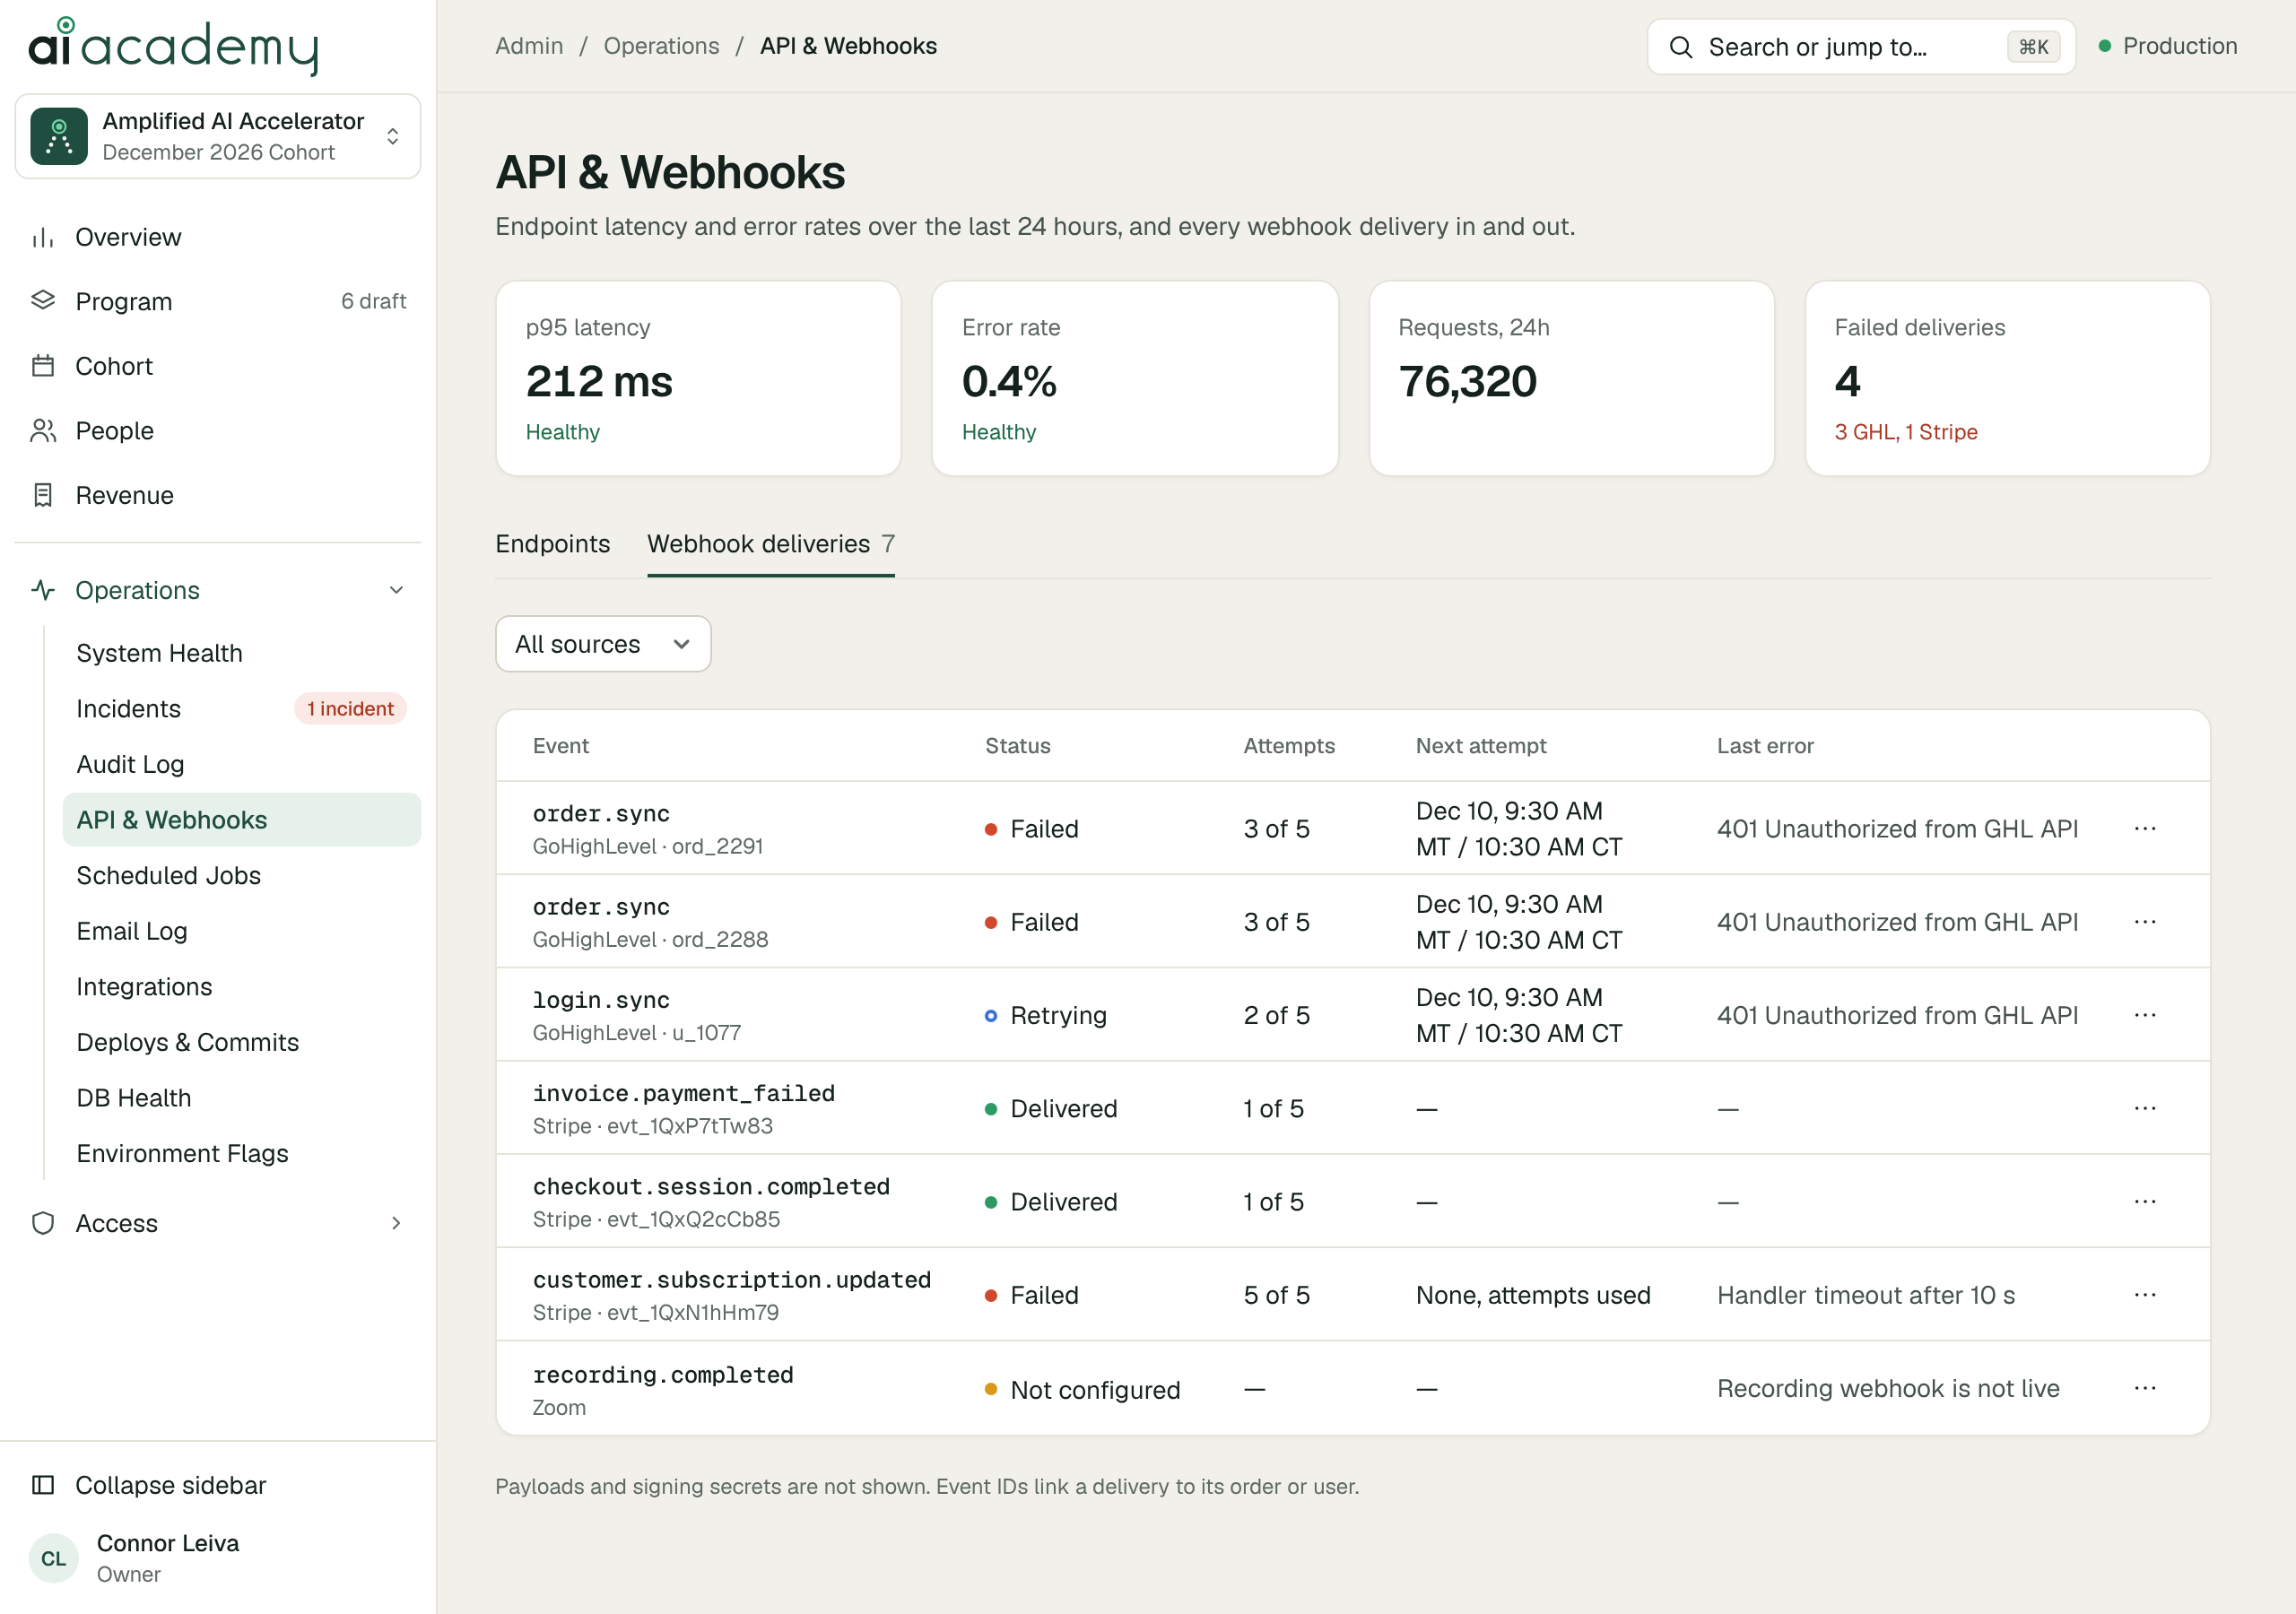 ai academy
Amplified AI Accelerator
December 2026 Cohort
Overview
Program 6 draft
Cohort
People
Revenue
Operations
System Health
Incidents 1 incident
Audit Log
API & Webhooks
Scheduled Jobs
Email Log
Integrations
Deploys & Commits
DB Health
Environment Flags
Access
Collapse sidebar
CL
Connor Leiva
Owner
Admin / Operations / API & Webhooks
Search or jump to... ⌘K
Production
API & Webhooks
Endpoint latency and error rates over the last 24 hours, and every webhook delivery in and out.
p95 latency
212 ms
Healthy
Error rate
0.4%
Healthy
Requests, 24h
76,320
Failed deliveries
4
3 GHL, 1 Stripe
Endpoints Webhook deliveries 7
All sources
Event Status Attempts Next attempt Last error
order.sync
GoHighLevel · ord_2291
Failed
3 of 5
Dec 10, 9:30 AM
MT / 10:30 AM CT
401 Unauthorized from GHL API
order.sync
GoHighLevel · ord_2288
Failed
3 of 5
Dec 10, 9:30 AM
MT / 10:30 AM CT
401 Unauthorized from GHL API
login.sync
GoHighLevel · u_1077
Retrying
2 of 5
Dec 10, 9:30 AM
MT / 10:30 AM CT
401 Unauthorized from GHL API
invoice.payment_failed
Stripe · evt_1QxP7tTw83
Delivered
1 of 5
—
—
checkout.session.completed
Stripe · evt_1QxQ2cCb85
Delivered
1 of 5
—
—
customer.subscription.updated
Stripe · evt_1QxN1hHm79
Failed
5 of 5
None, attempts used
Handler timeout after 10 s
recording.completed
Zoom
Not configured
—
—
Recording webhook is not live
Payloads and signing secrets are not shown. Event IDs link a delivery to its order or user.